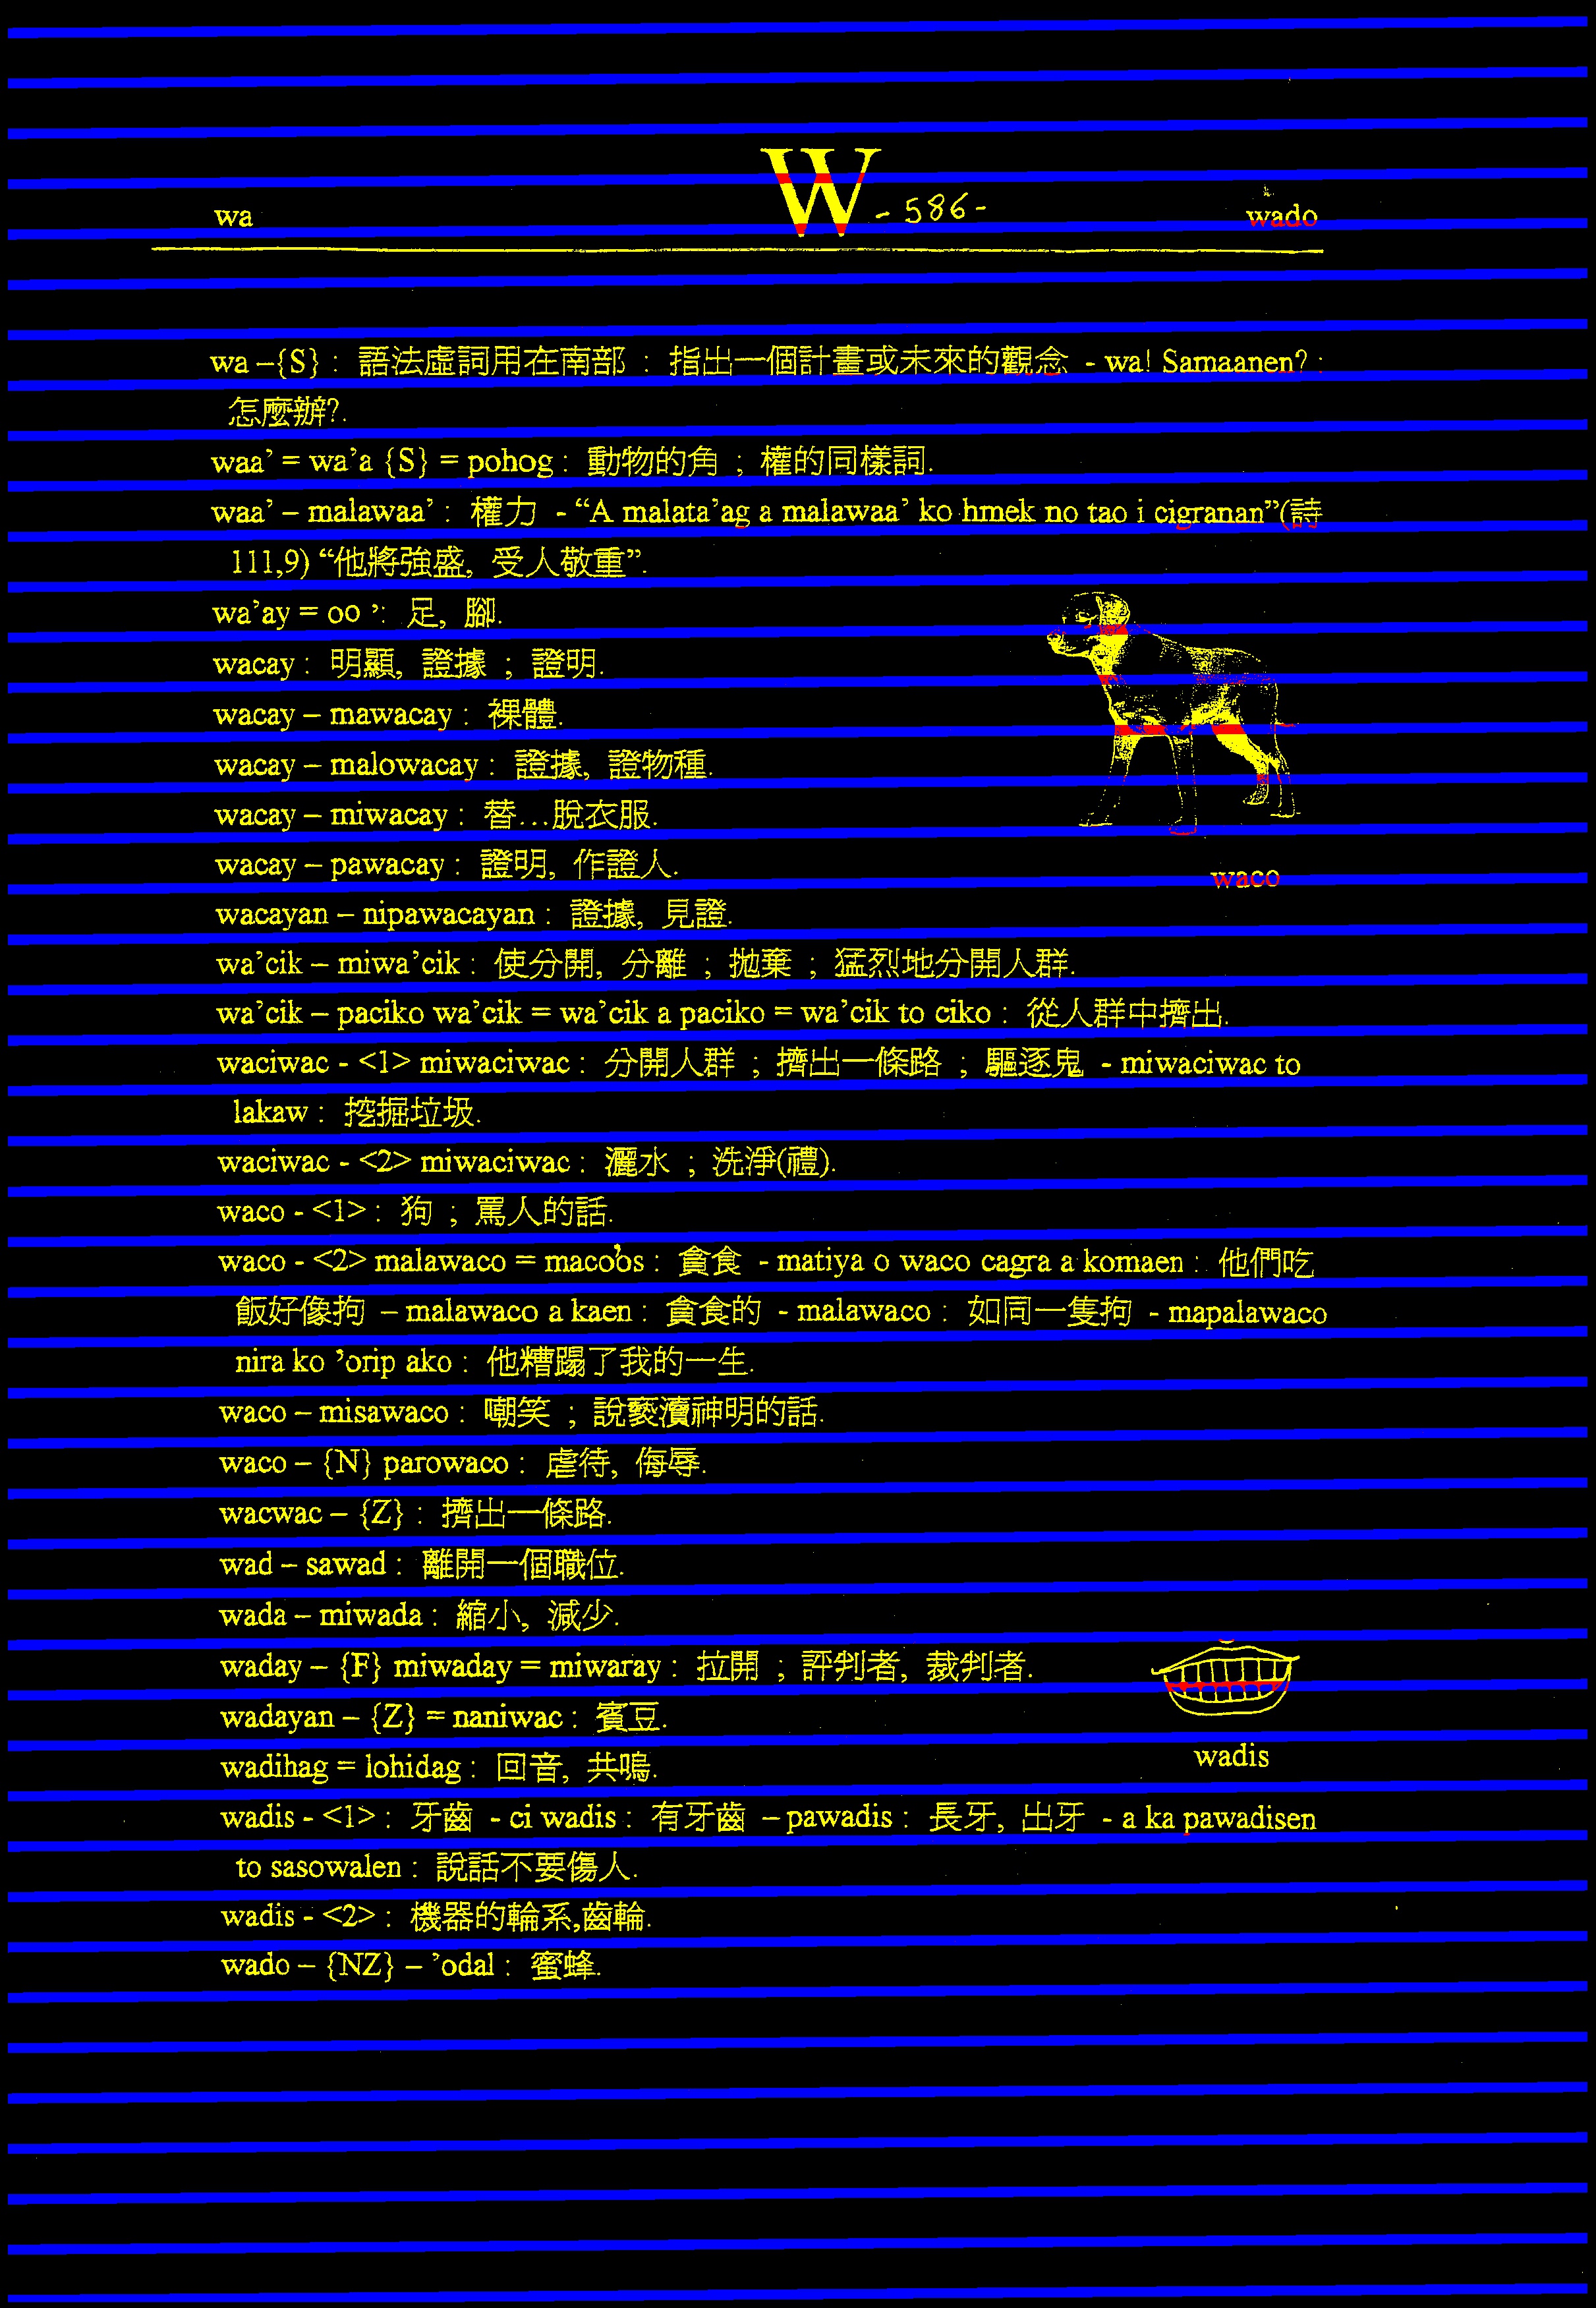 wa W - 586 - wado
wa –{S} : 語法虛詞用在南部 : 指出一個計畫或未來的觀念 - wa! Samaanen? :
怎麼辦?.
waa’ = wa’a {S} = pohog : 動物的角 ; 權的同樣詞.
waa’ – malawaa’ : 權力 - “A malata’ag a malawaa’ ko hmek no tao i cigranan”(詩
111,9) “他將強盛, 受人敬重”.
wa’ay = oo ’: 足, 腳.
wacay : 明顯, 證據 ; 證明.
wacay – mawacay : 裸體.
wacay – malowacay : 證據, 證物種.
wacay – miwacay : 替…脫衣服.
wacay – pawacay : 證明, 作證人.
waco
wacayan – nipawacayan : 證據, 見證.
wa’cik – miwa’cik : 使分開, 分離 ; 拋棄 ; 猛烈地分開人群.
wa’cik – paciko wa’cik = wa’cik a paciko = wa’cik to ciko : 從人群中擠出.
waciwac - <1> miwaciwac : 分開人群 ; 擠出一條路 ; 驅逐鬼 - miwaciwac to
lakaw : 挖掘垃圾.
waciwac - <2> miwaciwac : 灑水 ; 洗淨(禮).
waco - <1> : 狗 ; 罵人的話.
waco - <2> malawaco = maco’os : 貪食 - matiya o waco cagra a komaen : 他們吃
飯好像拘 – malawaco a kaen : 貪食的 - malawaco : 如同一隻拘 - mapalawaco
nira ko ’orip ako : 他糟蹋了我的一生.
waco – misawaco : 嘲笑 ; 說褻瀆神明的話.
waco – {N} parowaco : 虐待, 侮辱.
wacwac – {Z} : 擠出一條路.
wad – sawad : 離開一個職位.
wada – miwada : 縮小, 減少.
waday – {F} miwaday = miwaray : 拉開 ; 評判者, 裁判者.
wadayan – {Z} = naniwac : 賓豆.
wadihag = lohidag : 回音, 共鳴.
wadis
wadis - <1> : 牙齒 - ci wadis : 有牙齒 – pawadis : 長牙, 出牙 - a ka pawadisen
to sasowalen : 說話不要傷人.
wadis - <2> : 機器的輪系,齒輪.
wado – {NZ} – ’odal : 蜜蜂.